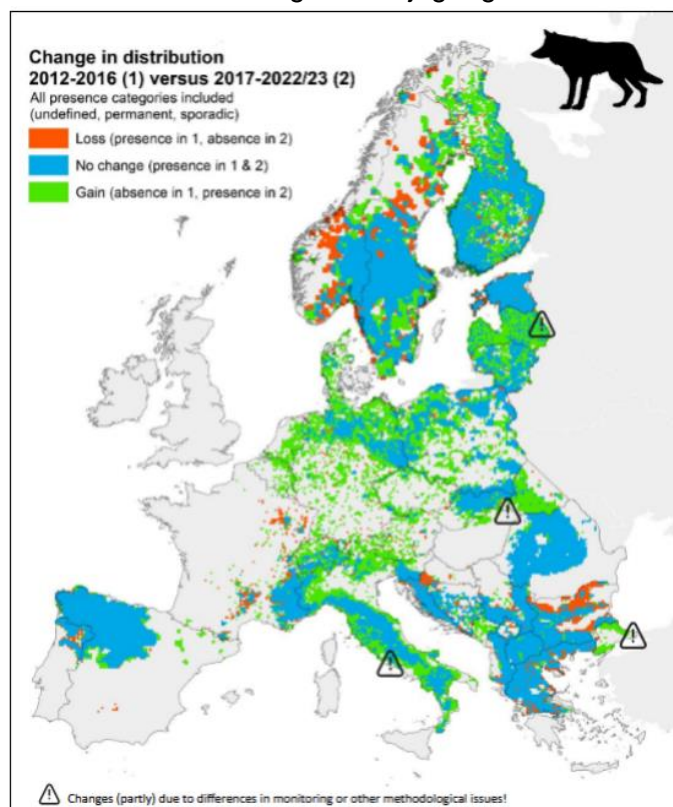 Change in distribution
2012-2016 (1) versus 2017-2022/23 (2)
All presence categories included
(undefined, permanent, sporadic)
Loss (presence in 1, absence in 2)
No change (presence in 1 & 2)
Gain (absence in 1, presence in 2)
Changes (partly) due to differences in monitoring or other methodological issues!